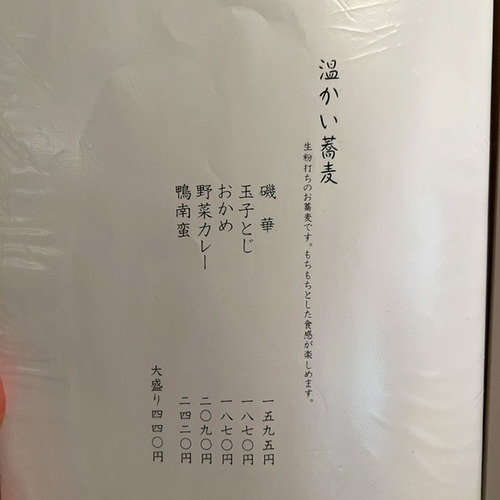 温かい蕎麦
生粉打ちのお蕎麦です。もちもちとした食感が楽しめます。
磯華 一五九五円
玉子とじ 一八七〇円
おかめ 一八七〇円
野菜カレー 二〇九〇円
鴨南蛮 二四二〇円
大盛り四四〇円